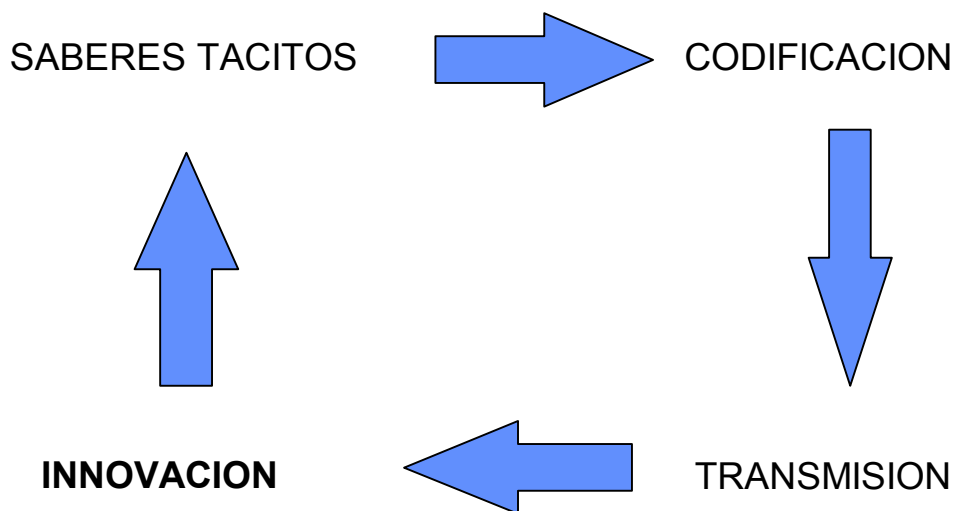 SABERES TACITOS
CODIFICACION
INNOVACION
TRANSMISION